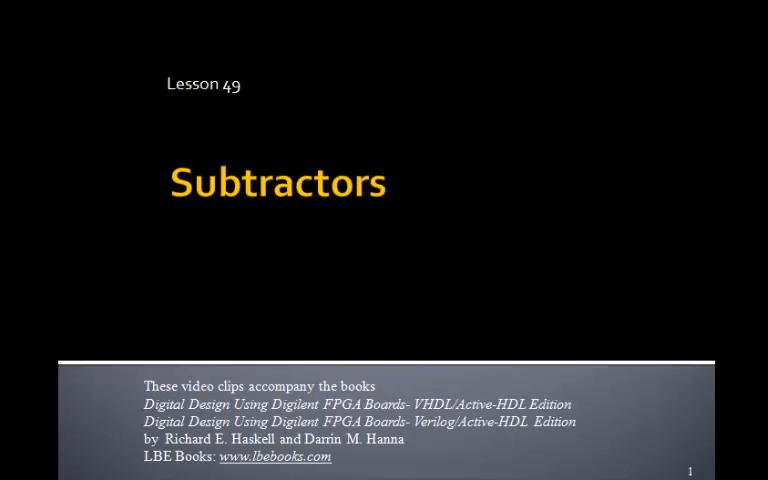 Lesson 49
Subtractors
These video clips accompany the books
Digital Design Using Digilent FPGA Boards- VHDL/Active-HDL Edition
Digital Design Using Digilent FPGA Boards- Verilog/Active-HDL Edition
by Richard E. Haskell and Darrin M. Hanna
LBE Books: www.lbebooks.com
1